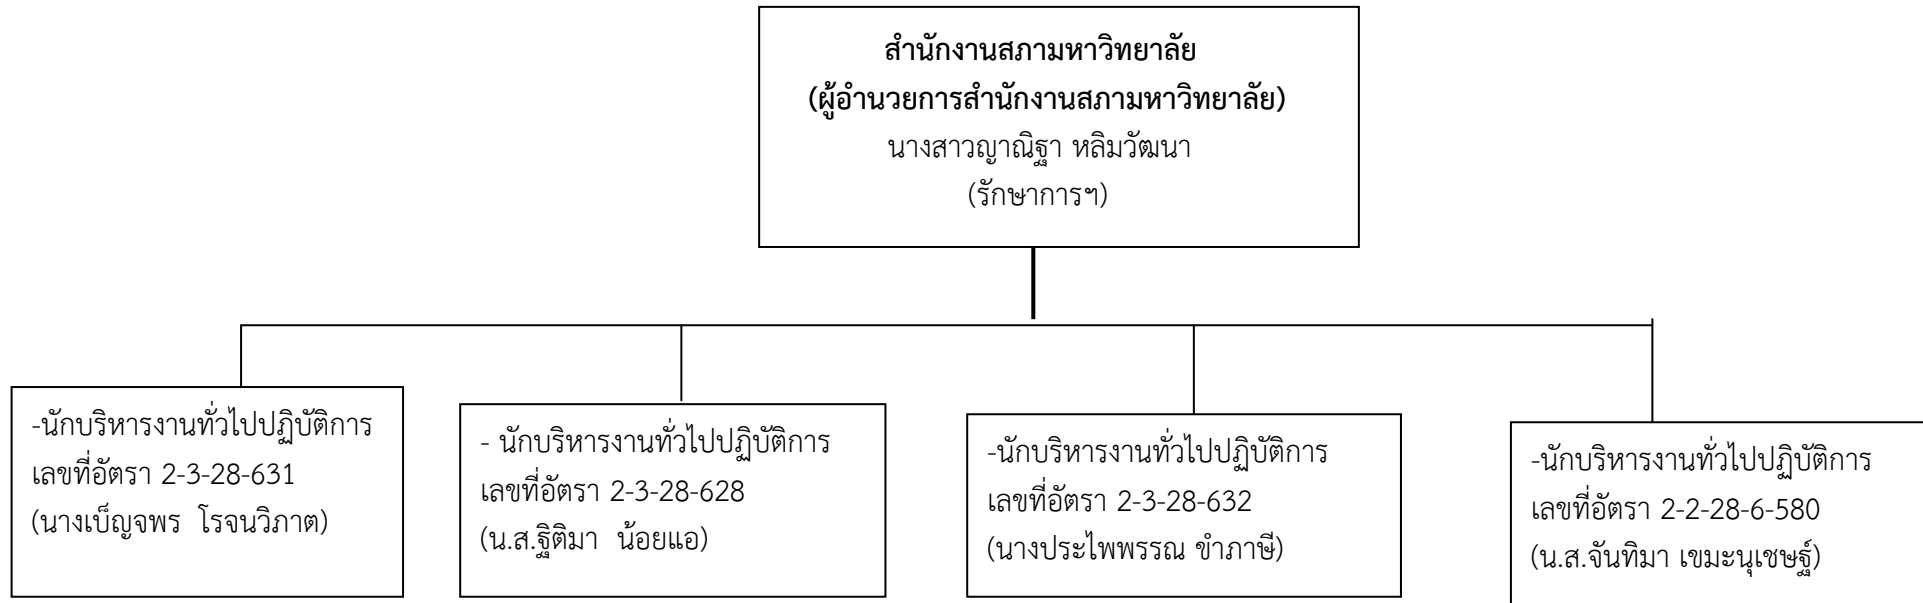 สำนักงานสภามหาวิทยาลัย
(ผู้อำนวยการสำนักงานสภามหาวิทยาลัย)
นางสาวญาณิฐา หลิมวัฒนา
(รักษาการฯ)
-นักบริหารงานทั่วไปปฏิบัติการ
เลขที่อัตรา 2-3-28-631
(นางเบ็ญจพร  โรจนวิภาต)
- นักบริหารงานทั่วไปปฏิบัติการ
เลขที่อัตรา 2-3-28-628
(น.ส.ฐิติมา  น้อยแอ)
-นักบริหารงานทั่วไปปฏิบัติการ
เลขที่อัตรา 2-3-28-632
(นางประไพพรรณ ขำภาษี)
-นักบริหารงานทั่วไปปฏิบัติการ
เลขที่อัตรา 2-2-28-6-580
(น.ส.จันทิมา เขมะนุเชษฐ์)